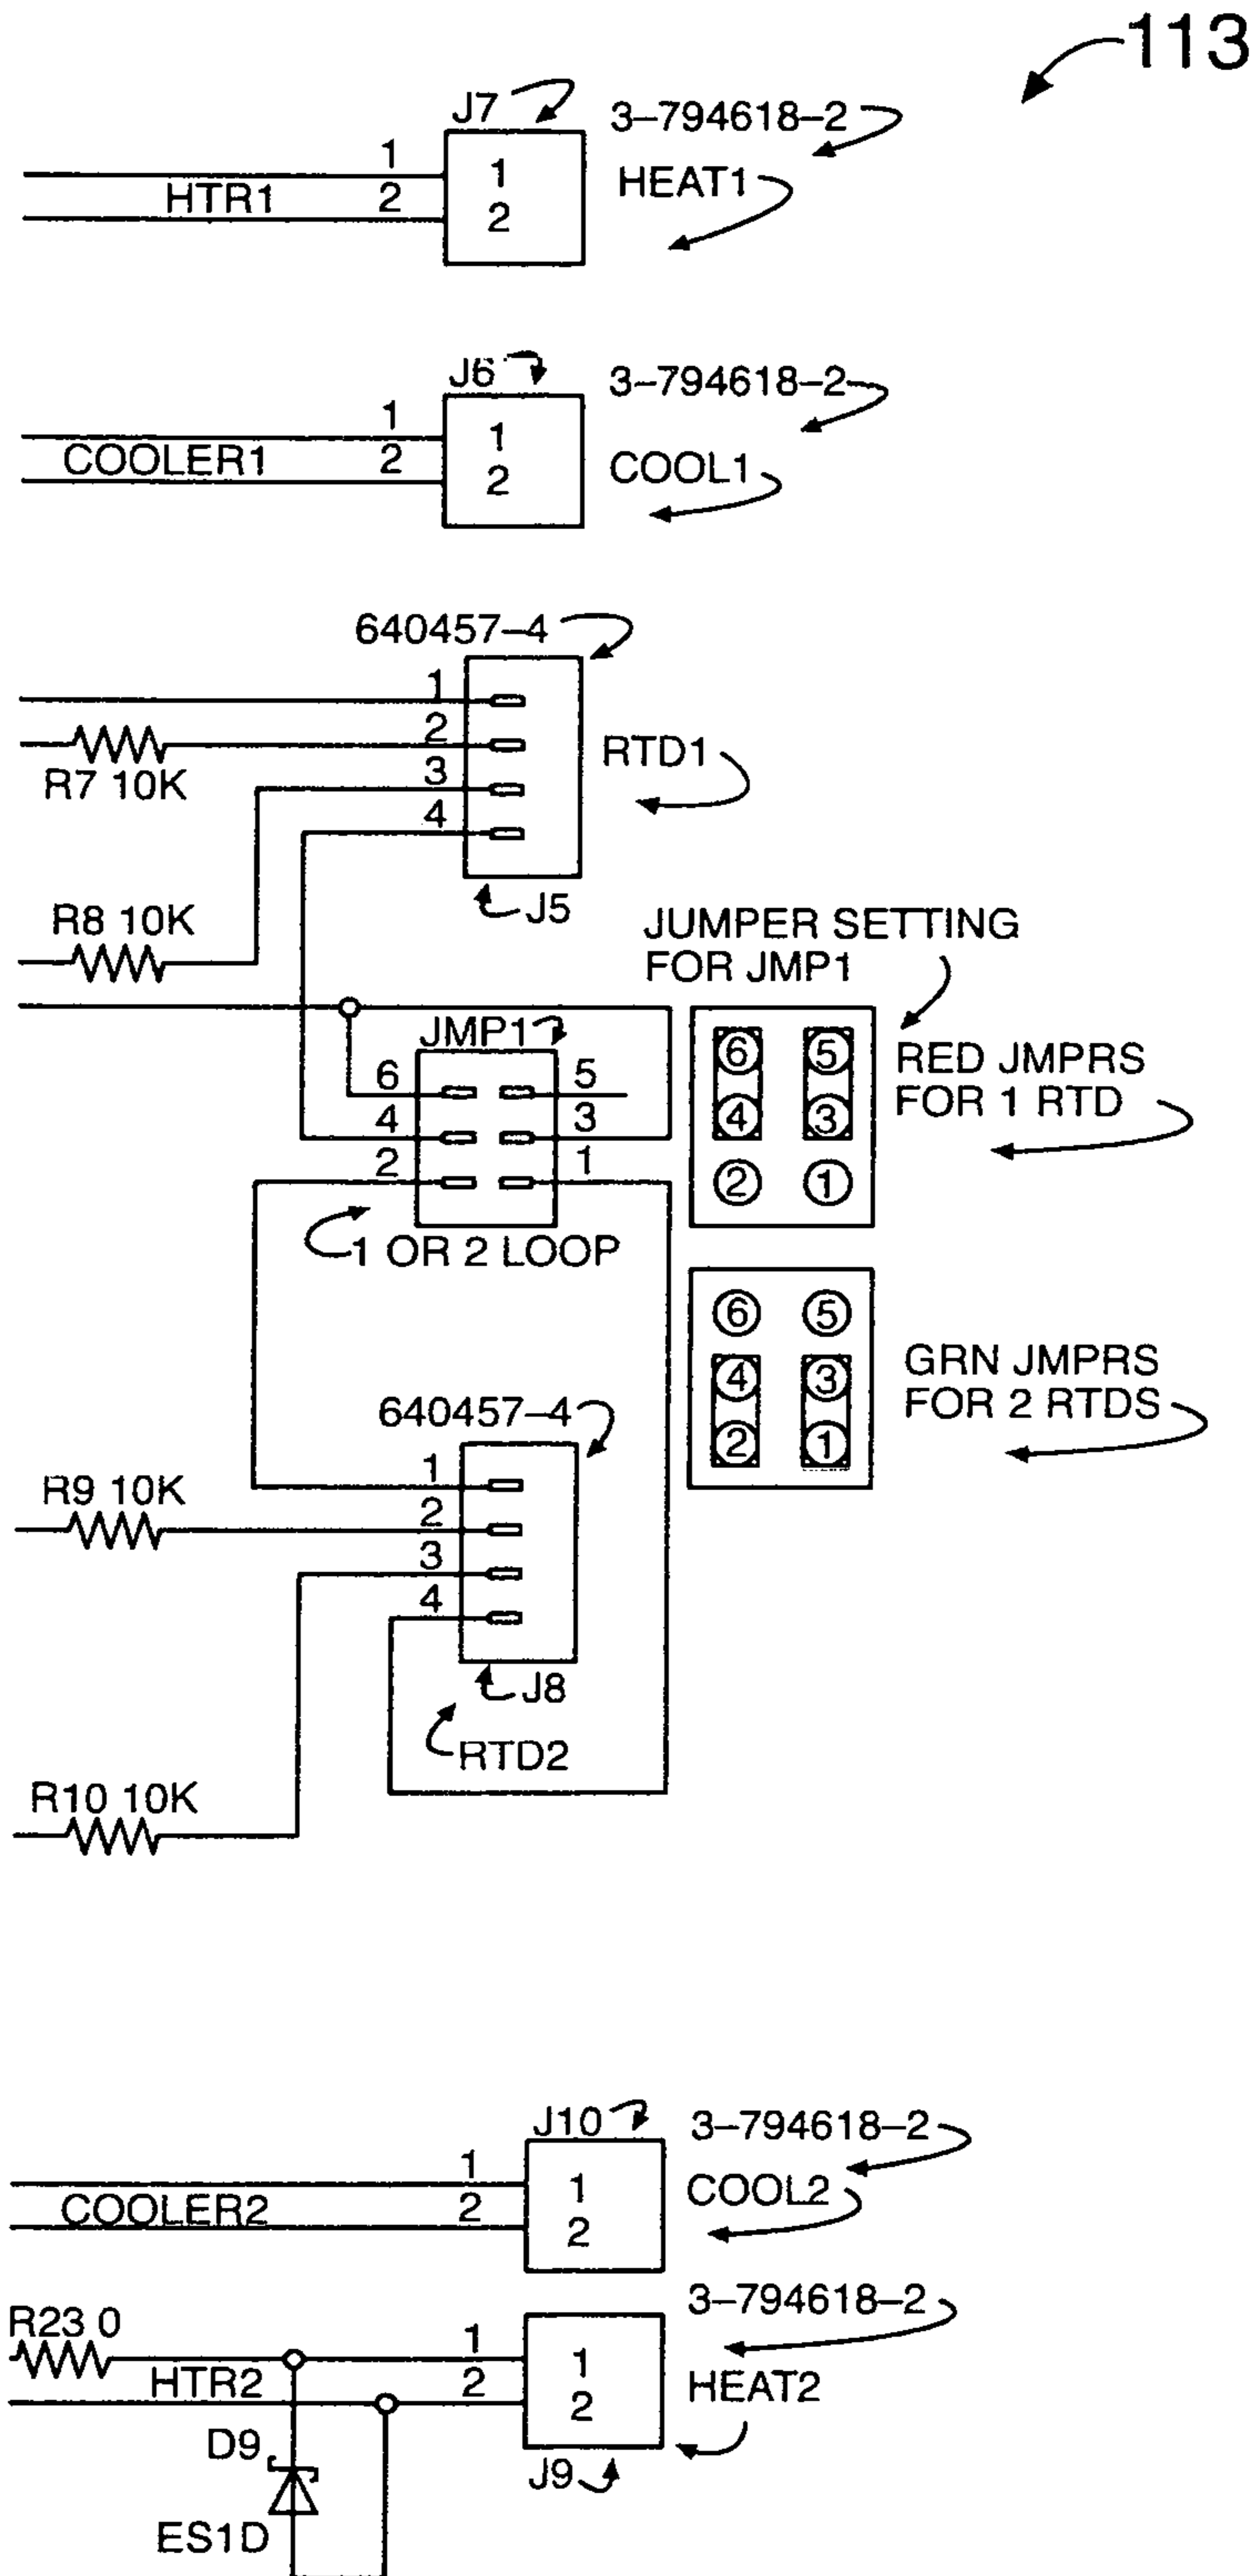 113
J7
3–794618–2
1
HTR1
2
1
2
HEAT1
J6
3–794618–2
1
COOLER1
2
1
2
COOL1
640457–4
1
2
R7 10K
3
4
RTD1
J5
R8 10K
JUMPER SETTING
FOR JMP1
JMP1
6
5
4
3
2
1
1 OR 2 LOOP
6
5
4
3
2
1
RED JMPRS
FOR 1 RTD
6
5
4
3
2
1
GRN JMPRS
FOR 2 RTDS
640457–4
R9 10K
1
2
3
4
J8
RTD2
R10 10K
J10
3–794618–2
1
COOLER2
2
1
2
COOL2
3–794618–2
R23 0
1
HTR2
2
1
2
HEAT2
D9
J9
ES1D